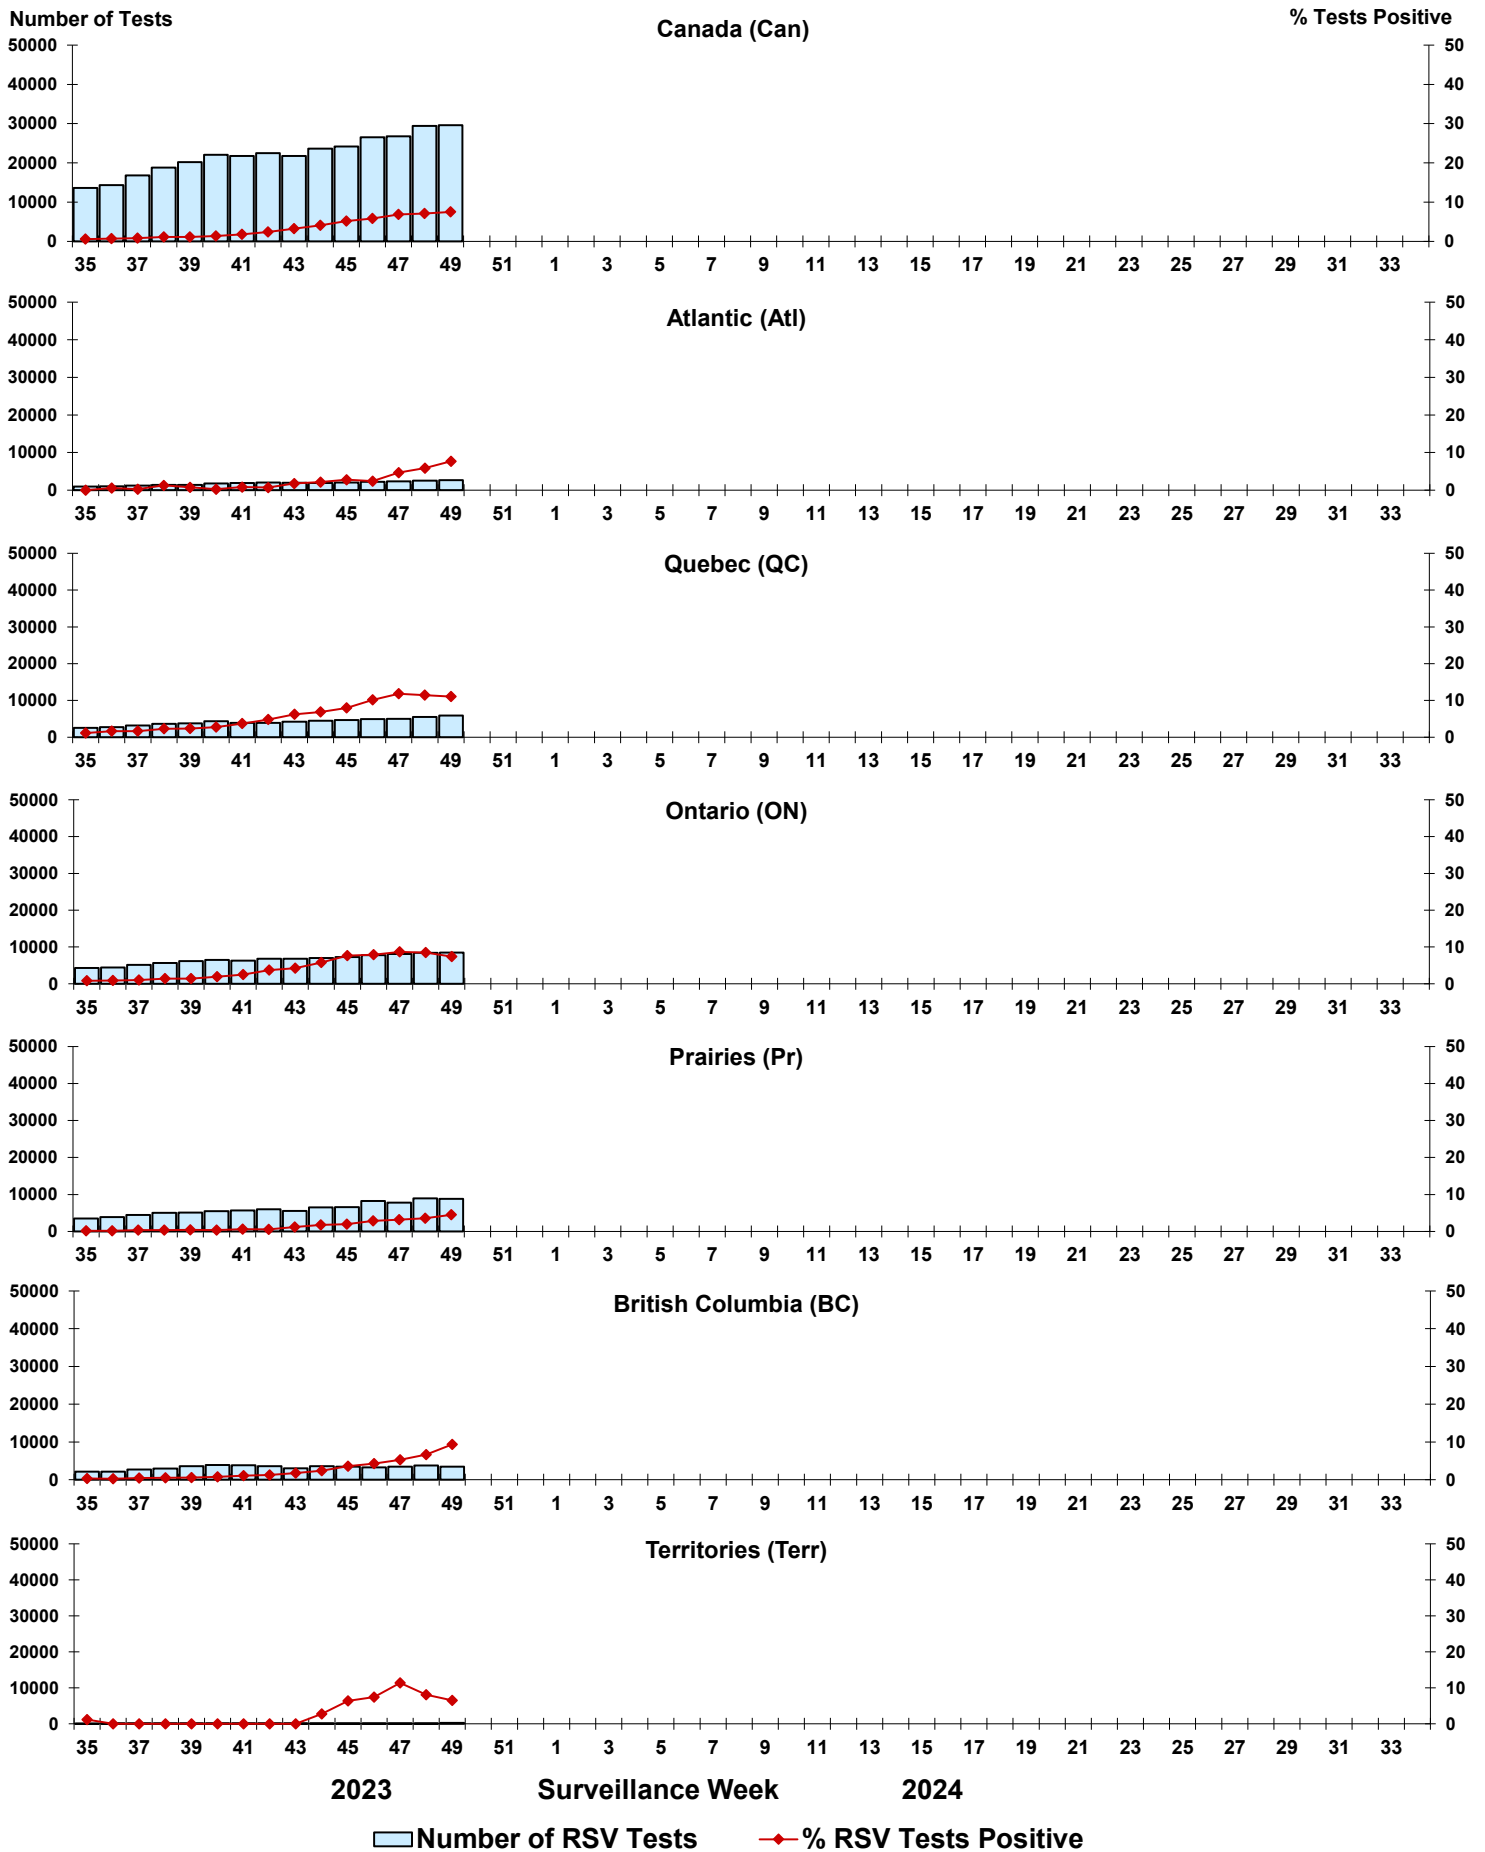 Number of Tests
% Tests Positive
Canada (Can)
50000 50
40000 40
30000 30
20000 20
10000 10
0 0
35 37 39 41 43 45 47 49 51 1 3 5 7 9 11 13 15 17 19 21 23 25 27 29 31 33
Atlantic (Atl)
50000 50
40000 40
30000 30
20000 20
10000 10
0 0
35 37 39 41 43 45 47 49 51 1 3 5 7 9 11 13 15 17 19 21 23 25 27 29 31 33
Quebec (QC)
50000 50
40000 40
30000 30
20000 20
10000 10
0 0
35 37 39 41 43 45 47 49 51 1 3 5 7 9 11 13 15 17 19 21 23 25 27 29 31 33
Ontario (ON)
50000 50
40000 40
30000 30
20000 20
10000 10
0 0
35 37 39 41 43 45 47 49 51 1 3 5 7 9 11 13 15 17 19 21 23 25 27 29 31 33
Prairies (Pr)
50000 50
40000 40
30000 30
20000 20
10000 10
0 0
35 37 39 41 43 45 47 49 51 1 3 5 7 9 11 13 15 17 19 21 23 25 27 29 31 33
British Columbia (BC)
50000 50
40000 40
30000 30
20000 20
10000 10
0 0
35 37 39 41 43 45 47 49 51 1 3 5 7 9 11 13 15 17 19 21 23 25 27 29 31 33
Territories (Terr)
50000 50
40000 40
30000 30
20000 20
10000 10
0 0
35 37 39 41 43 45 47 49 51 1 3 5 7 9 11 13 15 17 19 21 23 25 27 29 31 33
2023 Surveillance Week 2024
Number of RSV Tests % RSV Tests Positive